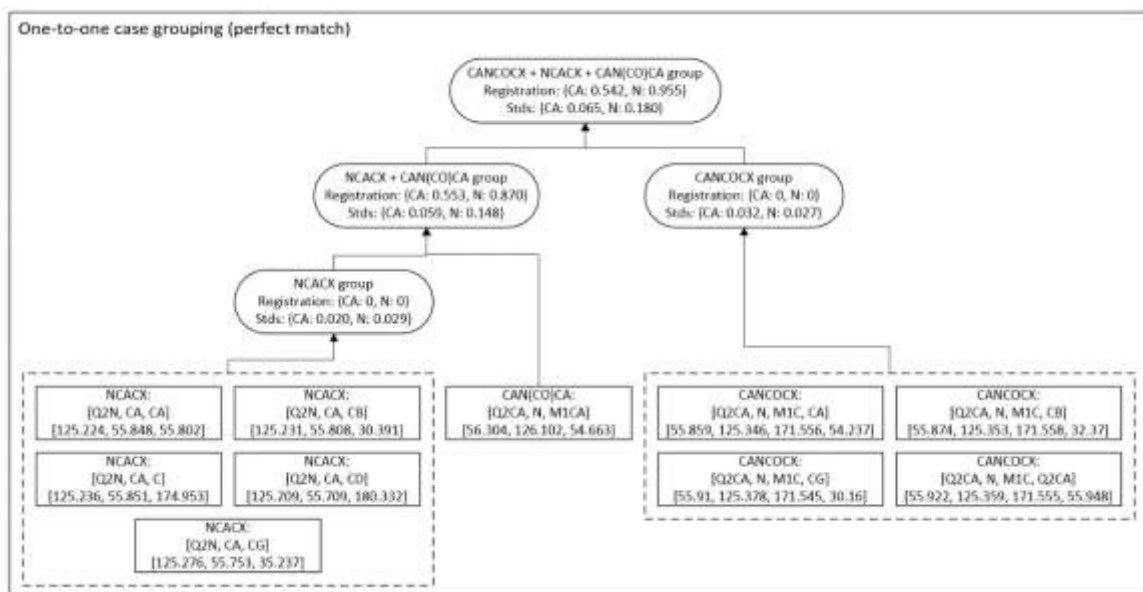 One-to-one case grouping (perfect match)
CANCOCX + NCACX + CAN(CO)CA group
Registration: {CA: 0.542, N: 0.955}
Stds: {CA: 0.065, N: 0.180}
NCACX + CAN(CO)CA group
Registration: {CA: 0.553, N: 0.870}
Stds: {CA: 0.059, N: 0.148}
CANCOCX group
Registration: {CA: 0, N: 0}
Stds: {CA: 0.032, N: 0.027}
NCACX group
Registration: {CA: 0, N: 0}
Stds: {CA: 0.020, N: 0.029}
NCACX:
[Q2N, CA, CA]
[125.224, 55.848, 55.802]
NCACX:
[Q2N, CA, CB]
[125.231, 55.808, 30.391]
CAN(CO)CA:
[Q2CA, N, M1CA]
[56.304, 126.102, 54.663]
CANCOCX:
[Q2CA, N, M1C, CA]
[55.859, 125.346, 171.556, 54.237]
CANCOCX:
[Q2CA, N, M1C, CB]
[55.874, 125.353, 171.558, 32.37]
NCACX:
[Q2N, CA, C]
[125.236, 55.851, 174.953]
NCACX:
[Q2N, CA, CD]
[125.209, 55.709, 180.332]
CANCOCX:
[Q2CA, N, M1C, CG]
[55.91, 125.378, 171.545, 30.16]
CANCOCX:
[Q2CA, N, M1C, Q2CA]
[55.922, 125.359, 171.555, 55.948]
NCACX:
[Q2N, CA, CG]
[125.276, 55.753, 35.237]